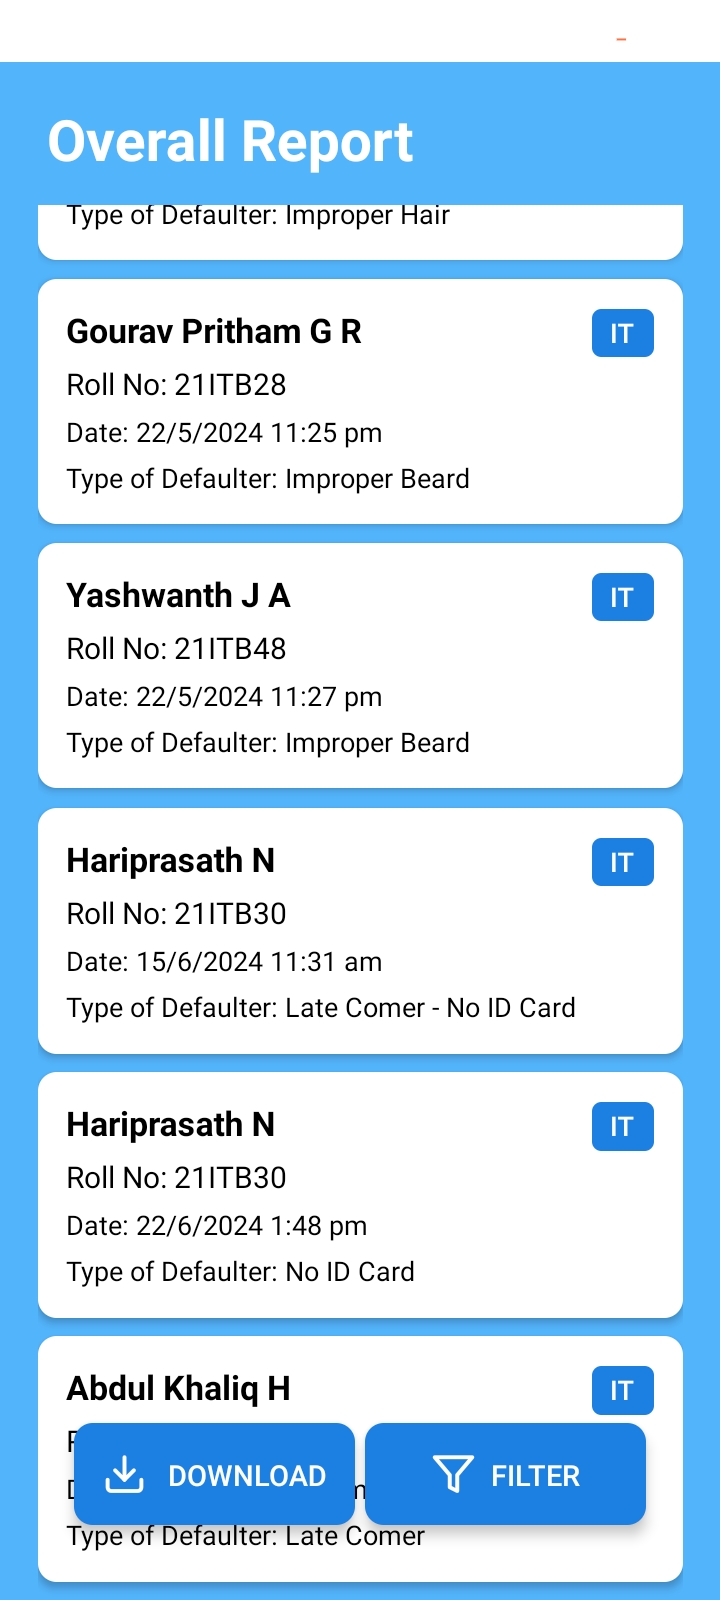 Overall Report
Type of Defaulter: Improper Hair
Gourav Pritham G R
IT
Roll No: 21ITB28
Date: 22/5/2024 11:25 pm
Type of Defaulter: Improper Beard
Yashwanth J A
IT
Roll No: 21ITB48
Date: 22/5/2024 11:27 pm
Type of Defaulter: Improper Beard
Hariprasath N
IT
Roll No: 21ITB30
Date: 15/6/2024 11:31 am
Type of Defaulter: Late Comer - No ID Card
Hariprasath N
IT
Roll No: 21ITB30
Date: 22/6/2024 1:48 pm
Type of Defaulter: No ID Card
Abdul Khaliq H
IT
DOWNLOAD
FILTER
Type of Defaulter: Late Comer